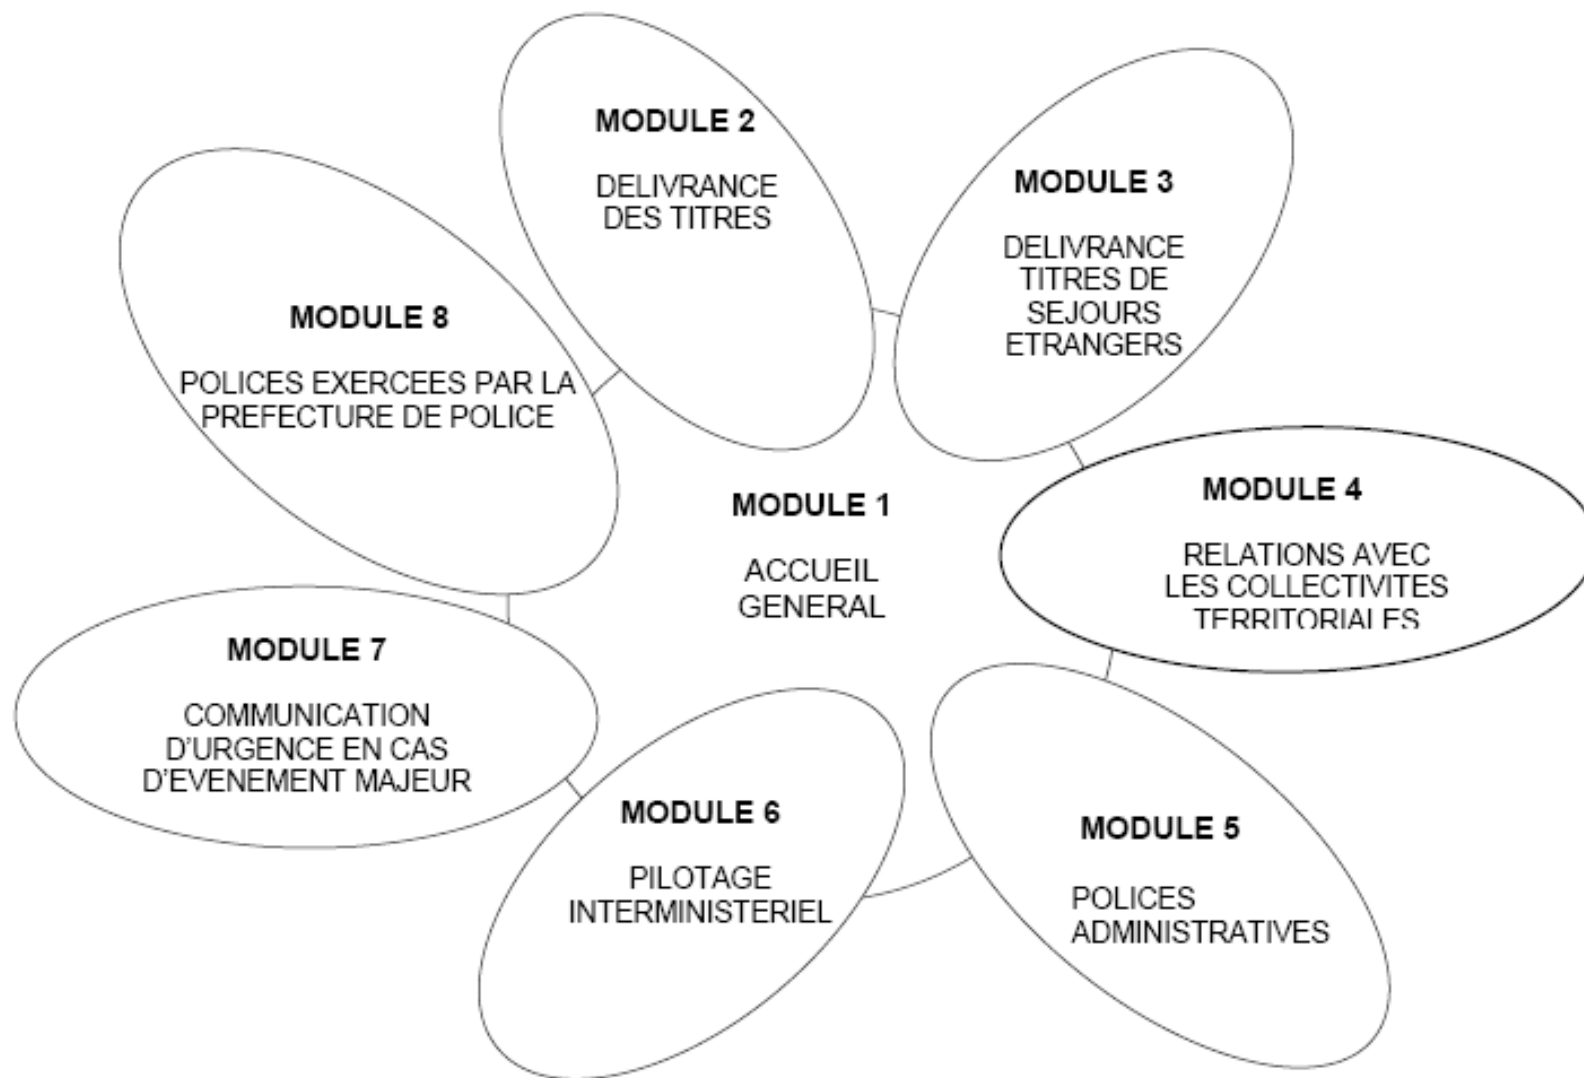 MODULE 2
DELIVRANCE
DES TITRES
MODULE 3
DELIVRANCE
TITRES DE
SEJOURS
ETRANGERS
MODULE 8
POLICES EXERCEES PAR LA
PREFECTURE DE POLICE
MODULE 1
ACCUEIL
GENERAL
MODULE 4
RELATIONS AVEC
LES COLLECTIVITES
TERRITORIALES
MODULE 7
COMMUNICATION
D'URGENCE EN CAS
D'EVENEMENT MAJEUR
MODULE 6
PILOTAGE
INTERMINISTERIEL
MODULE 5
POLICES
ADMINISTRATIVES